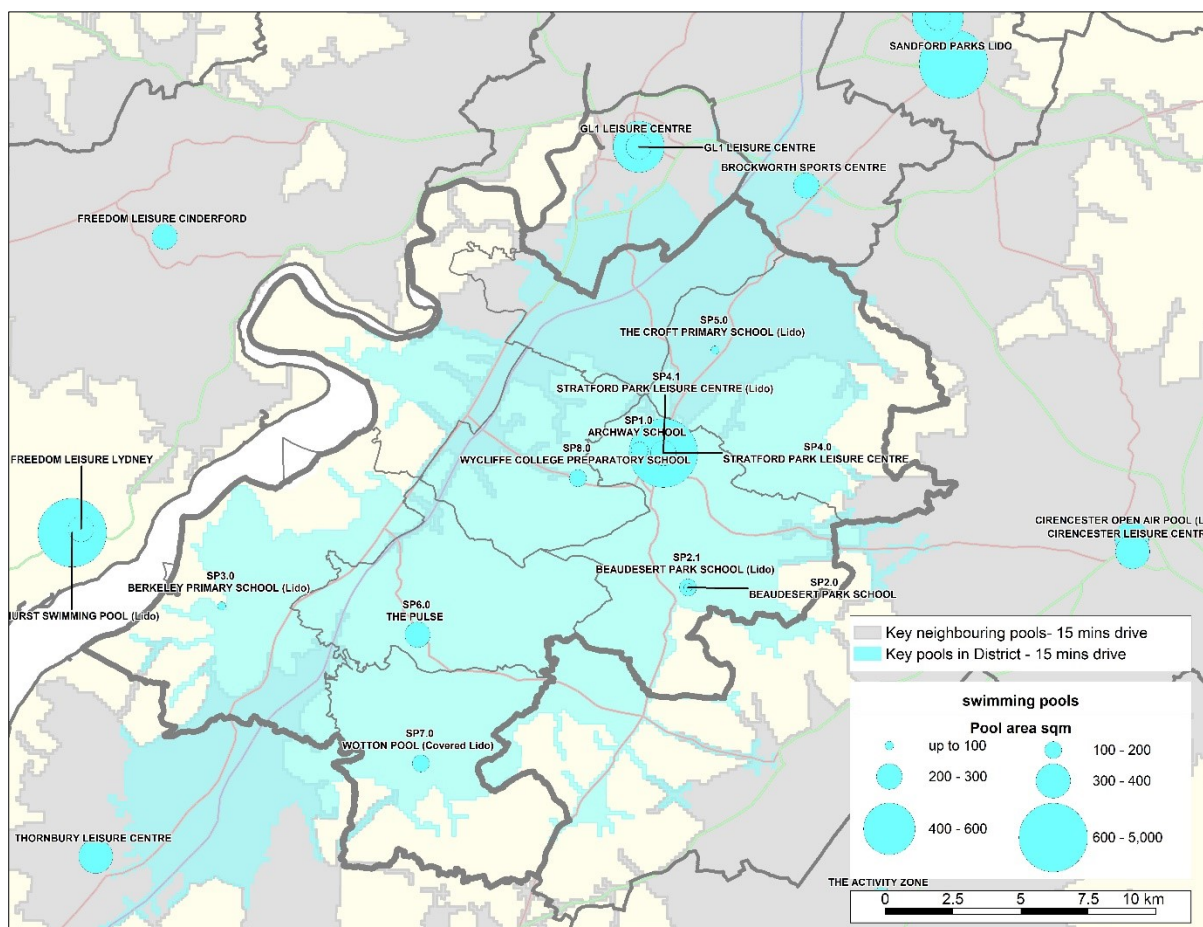 SANDFORD PARKS LIDO
GL1 LEISURE CENTRE
GL1 LEISURE CENTRE
BROCKWORTH SPORTS CENTRE
FREEDOM LEISURE CINDERFORD
SP5.0
THE CROFT PRIMARY SCHOOL (Lido)
SP4.1
STRATFORD PARK LEISURE CENTRE (Lido)
SP1.0
ARCHWAY SCHOOL
SP8.0
WYCLIFFE COLLEGE PREPARATORY SCHOOL
SP4.0
STRATFORD PARK LEISURE CENTRE
FREEDOM LEISURE LYDNEY
CIRENCESTER OPEN AIR POOL (L
CIRENCESTER LEISURE CENTR
SP2.1
BEAUDESERT PARK SCHOOL (Lido)
SP2.0
BEAUDESERT PARK SCHOOL
SP3.0
BERKELEY PRIMARY SCHOOL (Lido)
HURST SWIMMING POOL (Lido)
SP6.0
THE PULSE
SP7.0
WOTTON POOL (Covered Lido)
THORNBURY LEISURE CENTRE
Key neighbouring pools- 15 mins drive
Key pools in District - 15 mins drive
swimming pools
Pool area sqm
up to 100
100 - 200
200 - 300
300 - 400
400 - 600
600 - 5,000
THE ACTIVITY ZONE
0 2.5 5 7.5 10 km